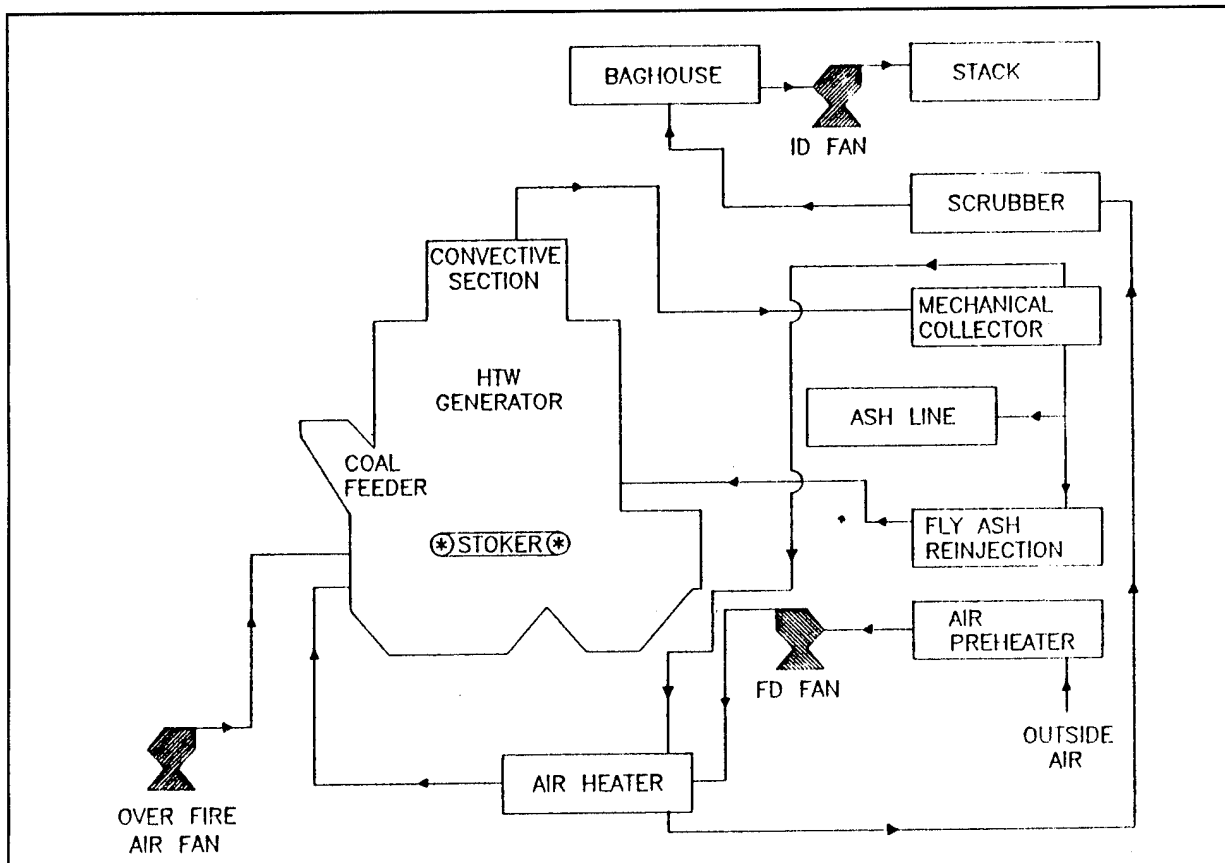 BAGHOUSE
STACK
ID FAN
SCRUBBER
CONVECTIVE
SECTION
MECHANICAL
COLLECTOR
HTW
GENERATOR
ASH LINE
COAL
FEEDER
STOKER
FLY ASH
REINJECTION
AIR
PREHEATER
FD FAN
OUTSIDE
AIR
AIR HEATER
OVER FIRE
AIR FAN